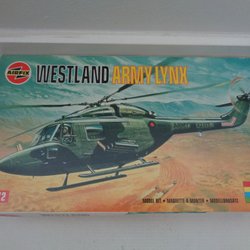 AIRFIX
WESTLAND ARMY LYNX
MODEL KIT • MAQUETTE A MONTER • MODELLBAUSATZ